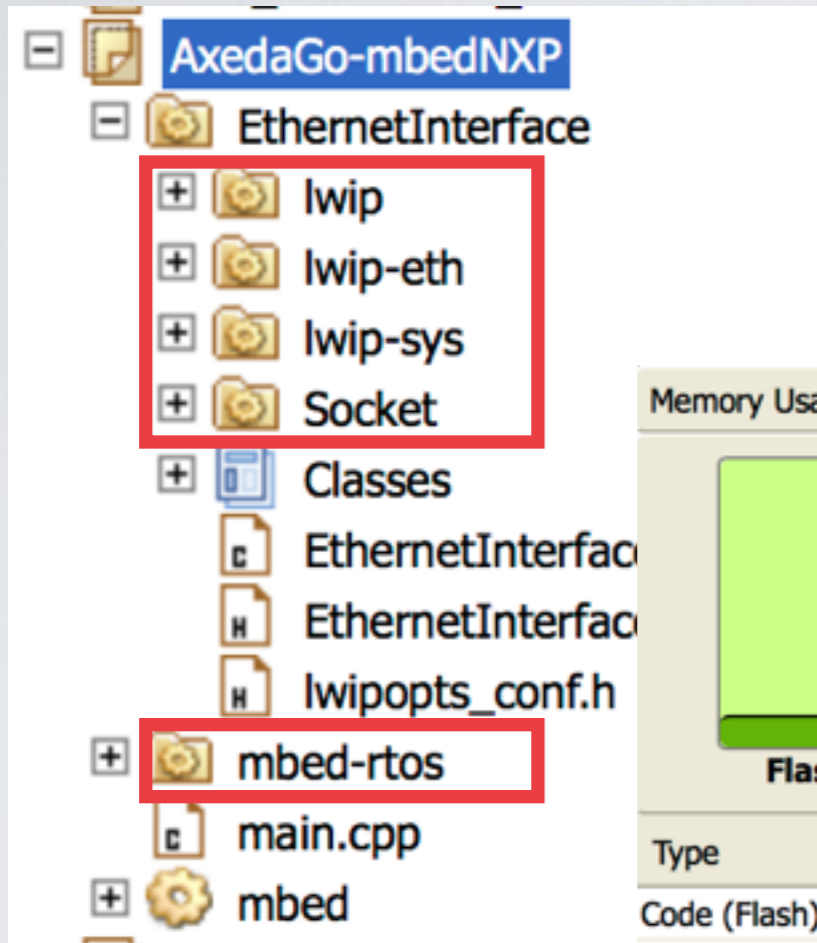 AxedaGo-mbedNXP
EthernetInterface
lwip
lwip-eth
lwip-sys
Socket
Classes
C EthernetInterfac
H EthernetInterfac
H lwipopts_conf.h
mbed-rtos
C main.cpp
mbed
Memory Usa
Flas
Type
Code (Flash)